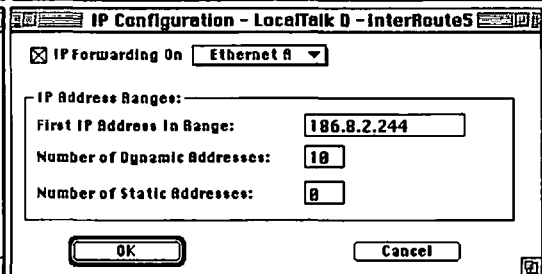 IP Configuration - LocalTalk D - InterRoute5
IP Forwarding On Ethernet A
IP Address Ranges:
First IP Address In Range: 186.8.2.244
Number of Dynamic Addresses: 10
Number of Static Addresses: 0
OK Cancel